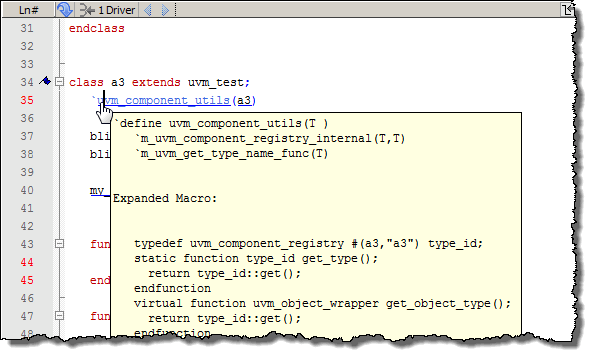 Ln#
1 Driver
31 endclass
32
33
34 class a3 extends uvm_test;
35 `uvm_component_utils(a3)
36
37 bli
38 bli
39
40 my_
41
42
43 fun
44
45 end
46
47 fun
48
`define uvm_component_utils(T )
`m_uvm_component_registry_internal(T,T)
`m_uvm_get_type_name_func(T)
Expanded Macro:
typedef uvm_component_registry #(a3,"a3") type_id;
static function type_id get_type();
return type_id::get();
endfunction
virtual function uvm_object_wrapper get_object_type();
return type_id::get();
endfunction